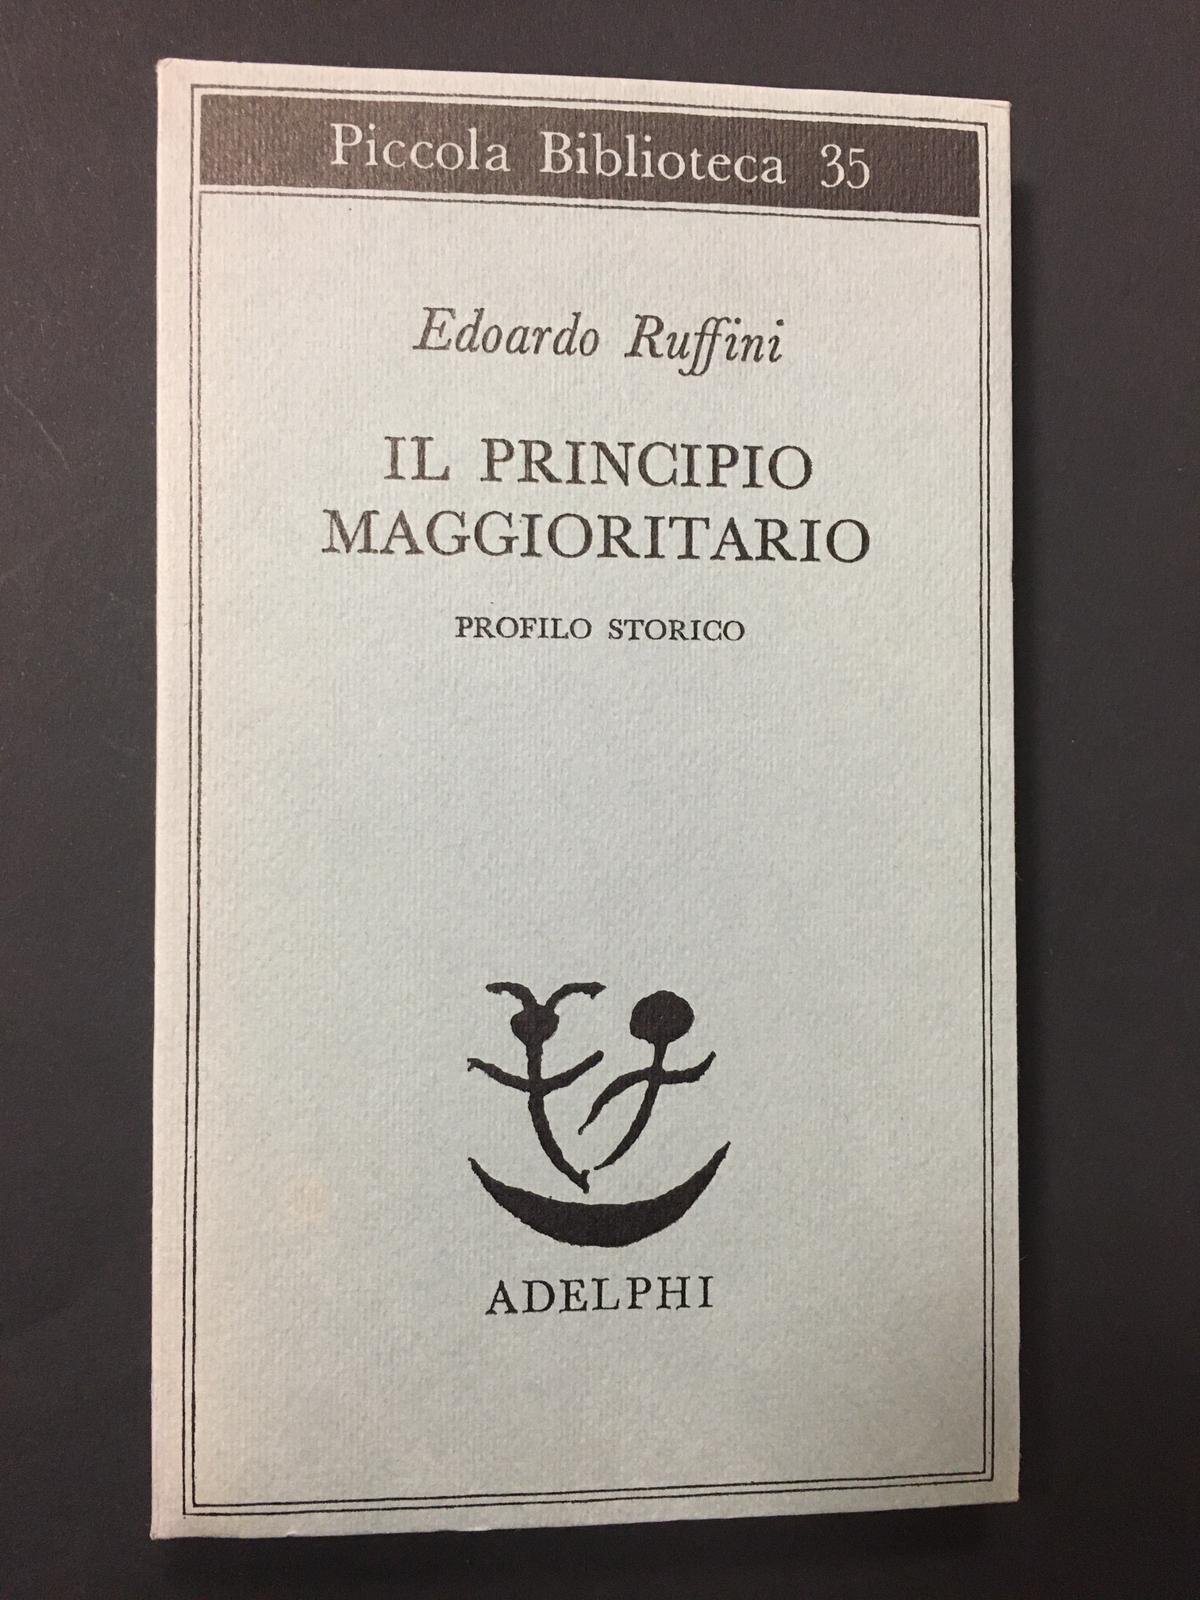 Piccola Biblioteca 35
Edoardo Ruffini
IL PRINCIPIO
MAGGIORITARIO
PROFILO STORICO
ADELPHI